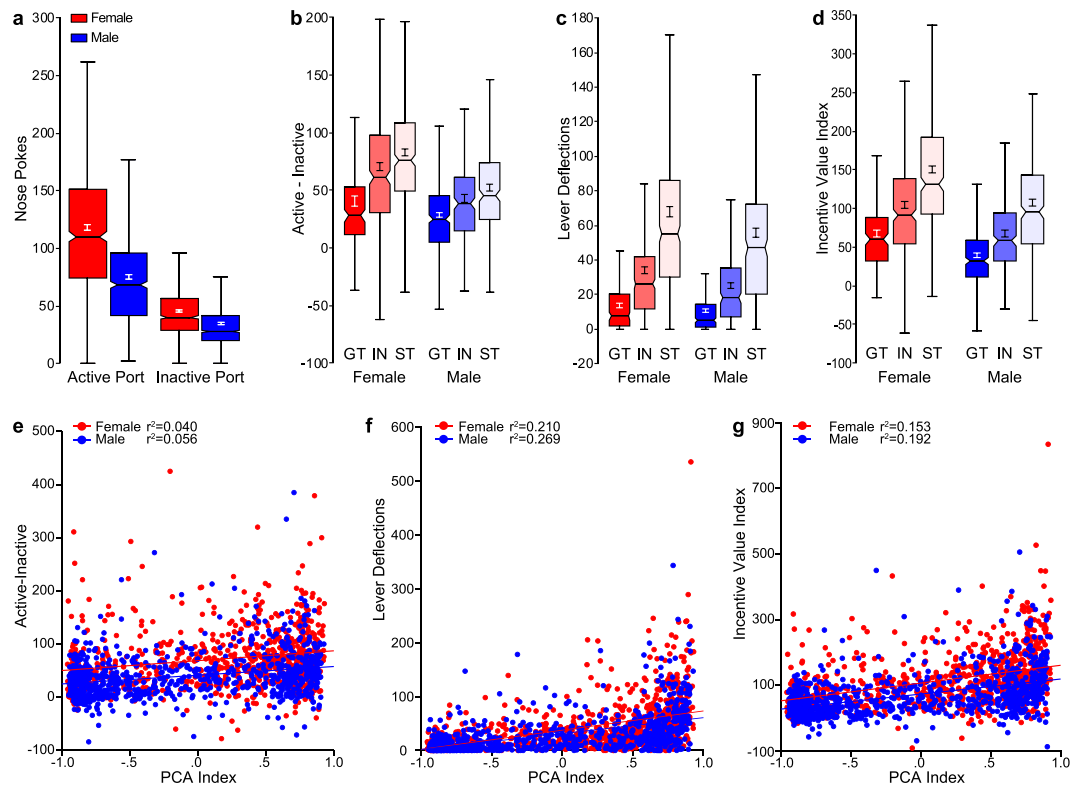 a
Female
Male
Nose Pokes
300
250
200
150
100
50
0
Active Port Inactive Port
b
Active - Inactive
200
150
100
50
0
-50
-100
GT IN ST GT IN ST
Female Male
c
Lever Deflections
180
160
140
120
100
80
60
40
20
0
-20
GT IN ST GT IN ST
Female Male
d
Incentive Value Index
350
300
250
200
150
100
50
0
-50
-100
GT IN ST GT IN ST
Female Male
e
Female r²=0.040
Male r²=0.056
Active-Inactive
500
400
300
200
100
0
-100
-1.0 -.5 0 .5 1.0
PCA Index
f
Female r²=0.210
Male r²=0.269
Lever Deflections
600
500
400
300
200
100
0
-1.0 -.5 0 .5 1.0
PCA Index
g
Female r²=0.153
Male r²=0.192
Incentive Value Index
900
700
500
300
100
-100
-1.0 -.5 0 .5 1.0
PCA Index